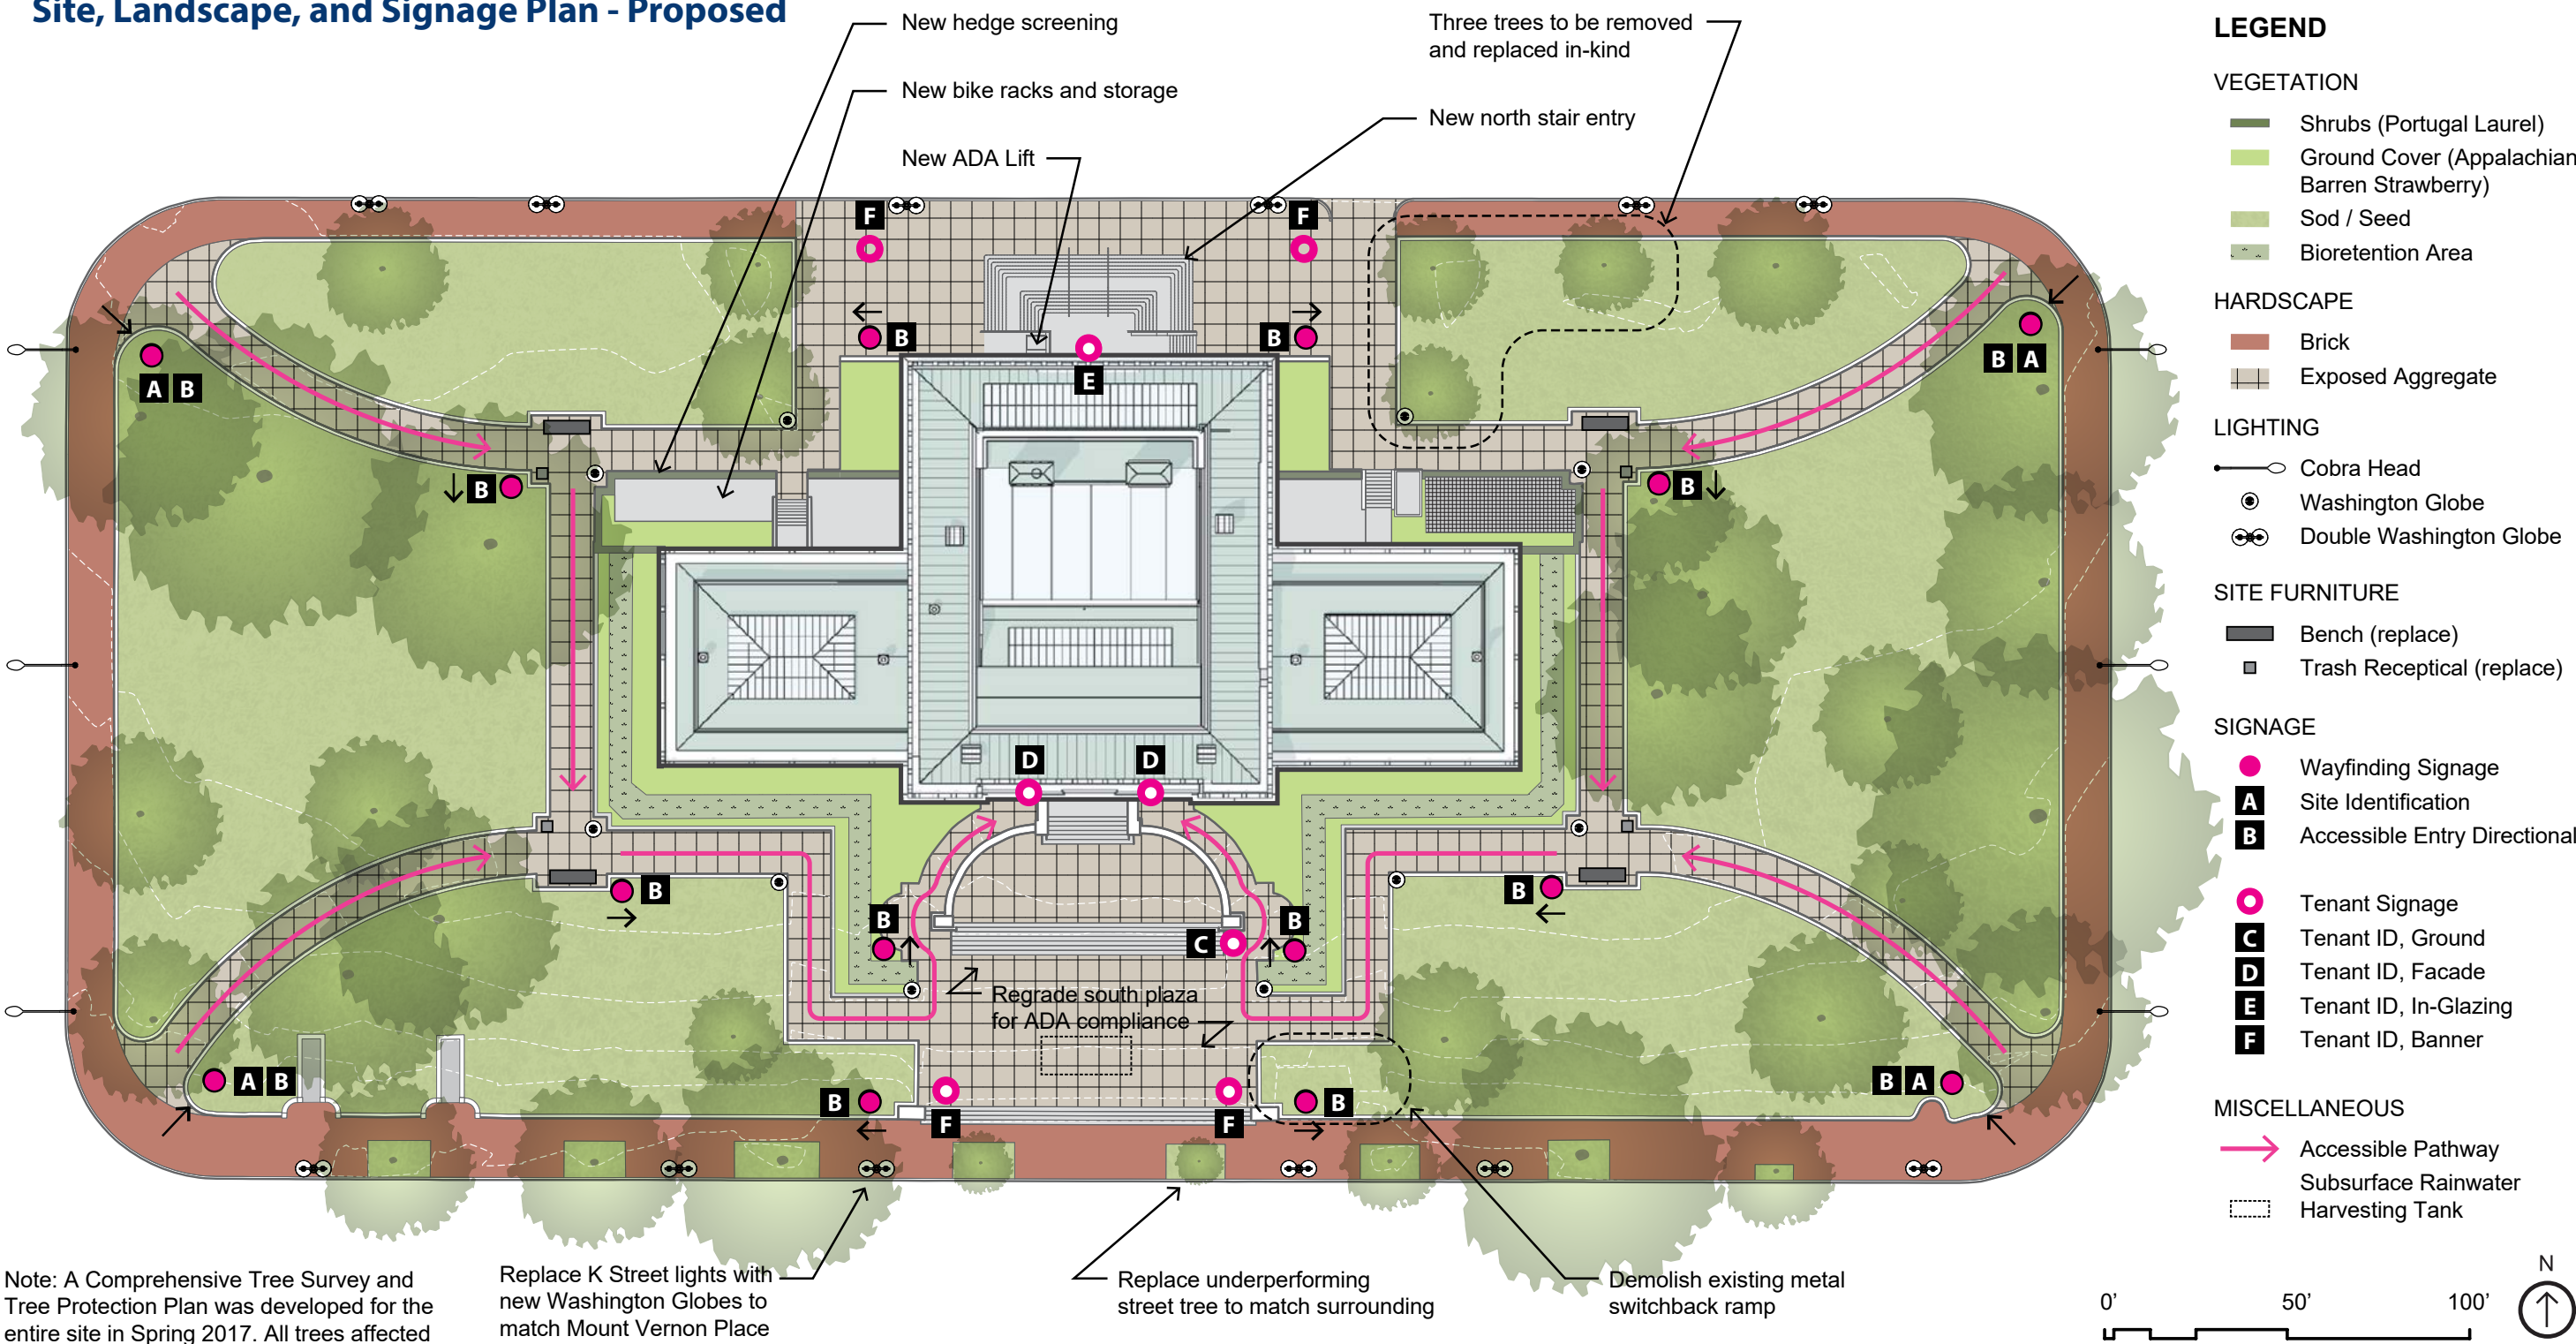 Site, Landscape, and Signage Plan - Proposed
New hedge screening
New bike racks and storage
New ADA Lift
Three trees to be removed
and replaced in-kind
New north stair entry
F
F
B
B
E
A B
B A
B
B
D
D
B
B
B
B
C
Regrade south plaza
for ADA compliance
A B
B A
B
F
F
B
Note: A Comprehensive Tree Survey and
Tree Protection Plan was developed for the
entire site in Spring 2017. All trees affected
Replace K Street lights with
new Washington Globes to
match Mount Vernon Place
Replace underperforming
street tree to match surrounding
Demolish existing metal
switchback ramp
LEGEND
VEGETATION
Shrubs (Portugal Laurel)
Ground Cover (Appalachian
Barren Strawberry)
Sod / Seed
Bioretention Area
HARDSCAPE
Brick
Exposed Aggregate
LIGHTING
Cobra Head
Washington Globe
Double Washington Globe
SITE FURNITURE
Bench (replace)
Trash Receptical (replace)
SIGNAGE
Wayfinding Signage
A Site Identification
B Accessible Entry Directional
Tenant Signage
C Tenant ID, Ground
D Tenant ID, Facade
E Tenant ID, In-Glazing
F Tenant ID, Banner
MISCELLANEOUS
Accessible Pathway
Subsurface Rainwater
Harvesting Tank
0’ 50’ 100’
N